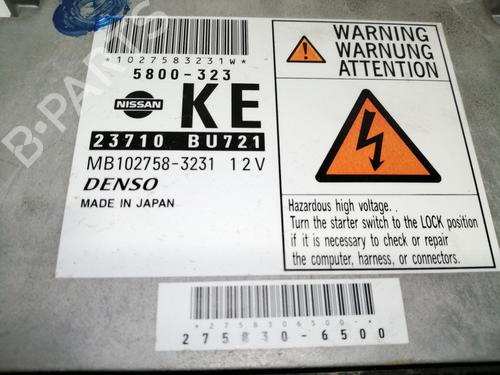 *1027583231W*
5800-323
NISSAN
KE
23710 BU721
MB102758-3231 12V
DENSO
MADE IN JAPAN
WARNING
WARNUNG
ATTENTION
Hazardous high voltage.
Turn the starter switch to the LOCK position
if it is necessary to check or repair
the computer, harness, or connectors.
*2758306500-*
275830-6500
B-PARTS